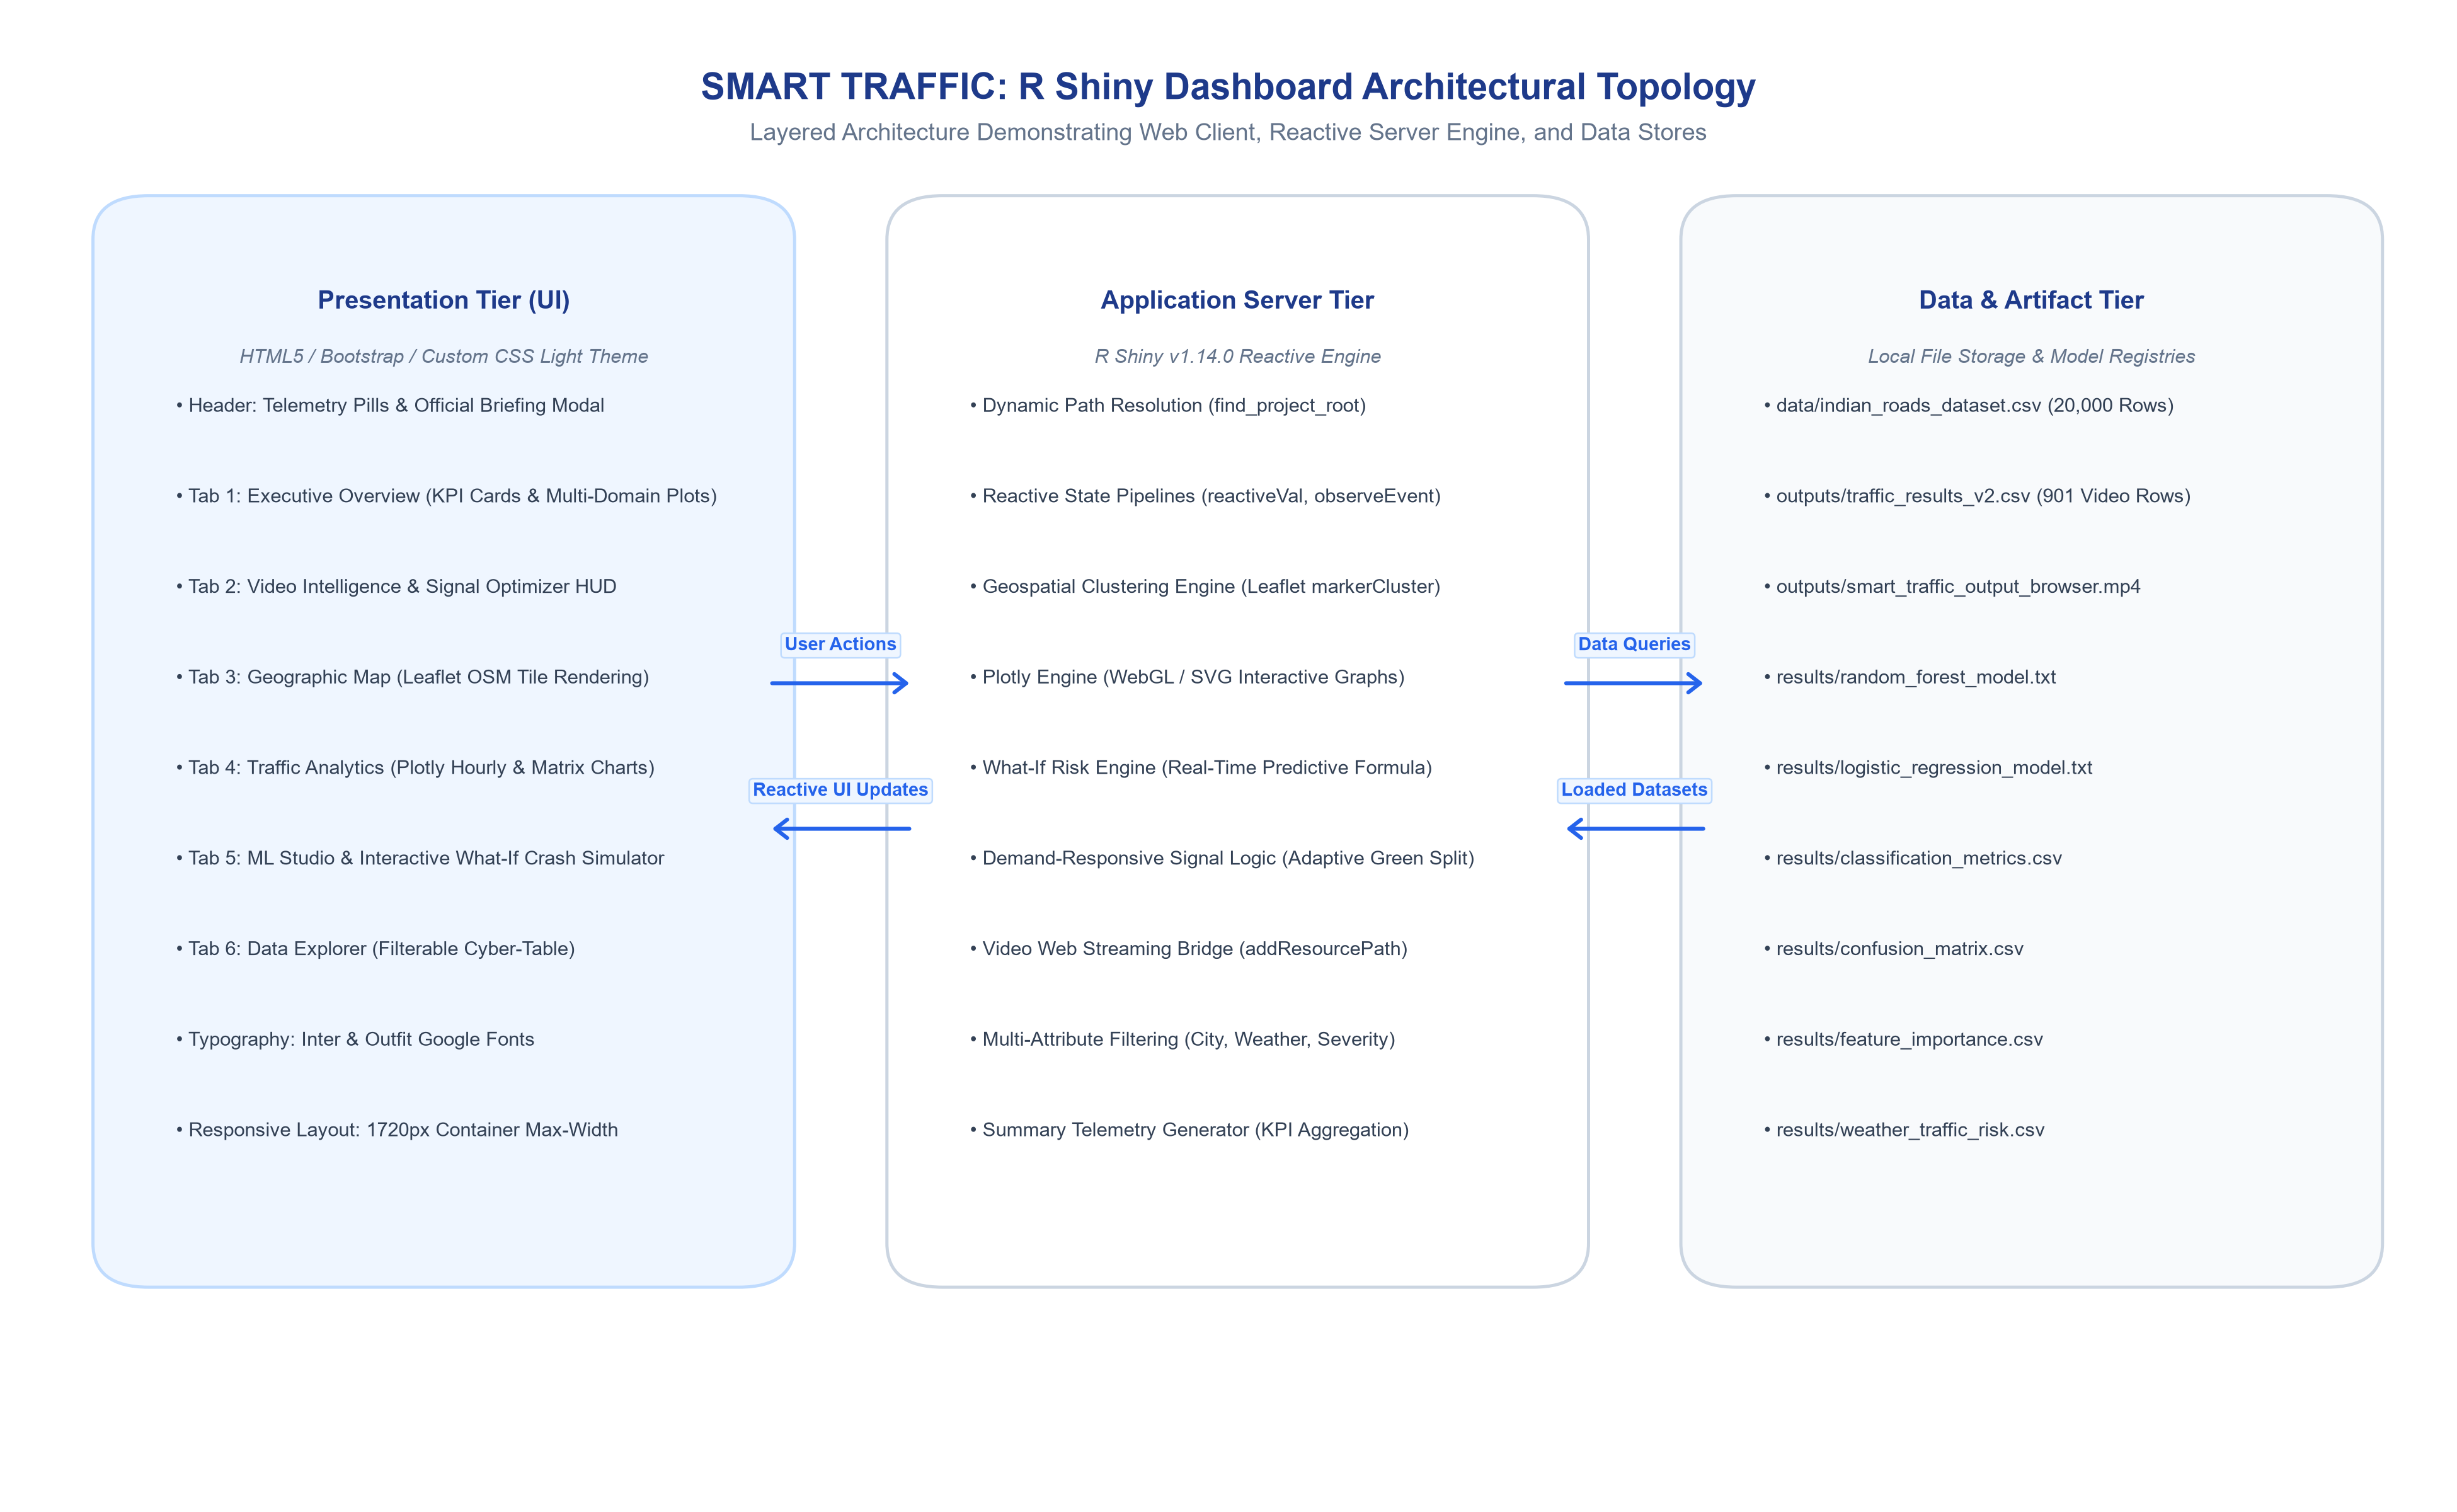 SMART TRAFFIC: R Shiny Dashboard Architectural Topology
Layered Architecture Demonstrating Web Client, Reactive Server Engine, and Data Stores
Presentation Tier (UI)
HTML5 / Bootstrap / Custom CSS Light Theme
• Header: Telemetry Pills & Official Briefing Modal
• Tab 1: Executive Overview (KPI Cards & Multi-Domain Plots)
• Tab 2: Video Intelligence & Signal Optimizer HUD
• Tab 3: Geographic Map (Leaflet OSM Tile Rendering)
• Tab 4: Traffic Analytics (Plotly Hourly & Matrix Charts)
• Tab 5: ML Studio & Interactive What-If Crash Simulator
• Tab 6: Data Explorer (Filterable Cyber-Table)
• Typography: Inter & Outfit Google Fonts
• Responsive Layout: 1720px Container Max-Width
User Actions
Reactive UI Updates
Application Server Tier
R Shiny v1.14.0 Reactive Engine
• Dynamic Path Resolution (find_project_root)
• Reactive State Pipelines (reactiveVal, observeEvent)
• Geospatial Clustering Engine (Leaflet markerCluster)
• Plotly Engine (WebGL / SVG Interactive Graphs)
• What-If Risk Engine (Real-Time Predictive Formula)
• Demand-Responsive Signal Logic (Adaptive Green Split)
• Video Web Streaming Bridge (addResourcePath)
• Multi-Attribute Filtering (City, Weather, Severity)
• Summary Telemetry Generator (KPI Aggregation)
Data Queries
Loaded Datasets
Data & Artifact Tier
Local File Storage & Model Registries
• data/indian_roads_dataset.csv (20,000 Rows)
• outputs/traffic_results_v2.csv (901 Video Rows)
• outputs/smart_traffic_output_browser.mp4
• results/random_forest_model.txt
• results/logistic_regression_model.txt
• results/classification_metrics.csv
• results/confusion_matrix.csv
• results/feature_importance.csv
• results/weather_traffic_risk.csv